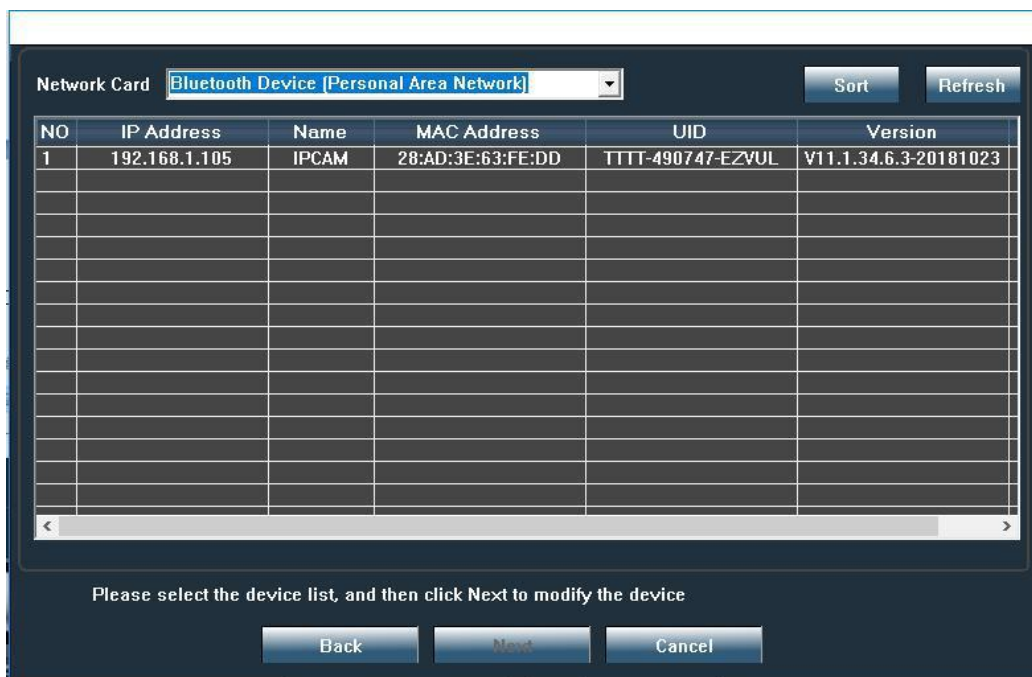 Network Card Bluetooth Device (Personal Area Network) Sort Refresh
NO IP Address Name MAC Address UID Version
1 192.168.1.105 IPCAM 28:AD:3E:63:FE:DD TTTT-490747-EZVUL V11.1.34.6.3-20181023
Please select the device list, and then click Next to modify the device
Back Next Cancel